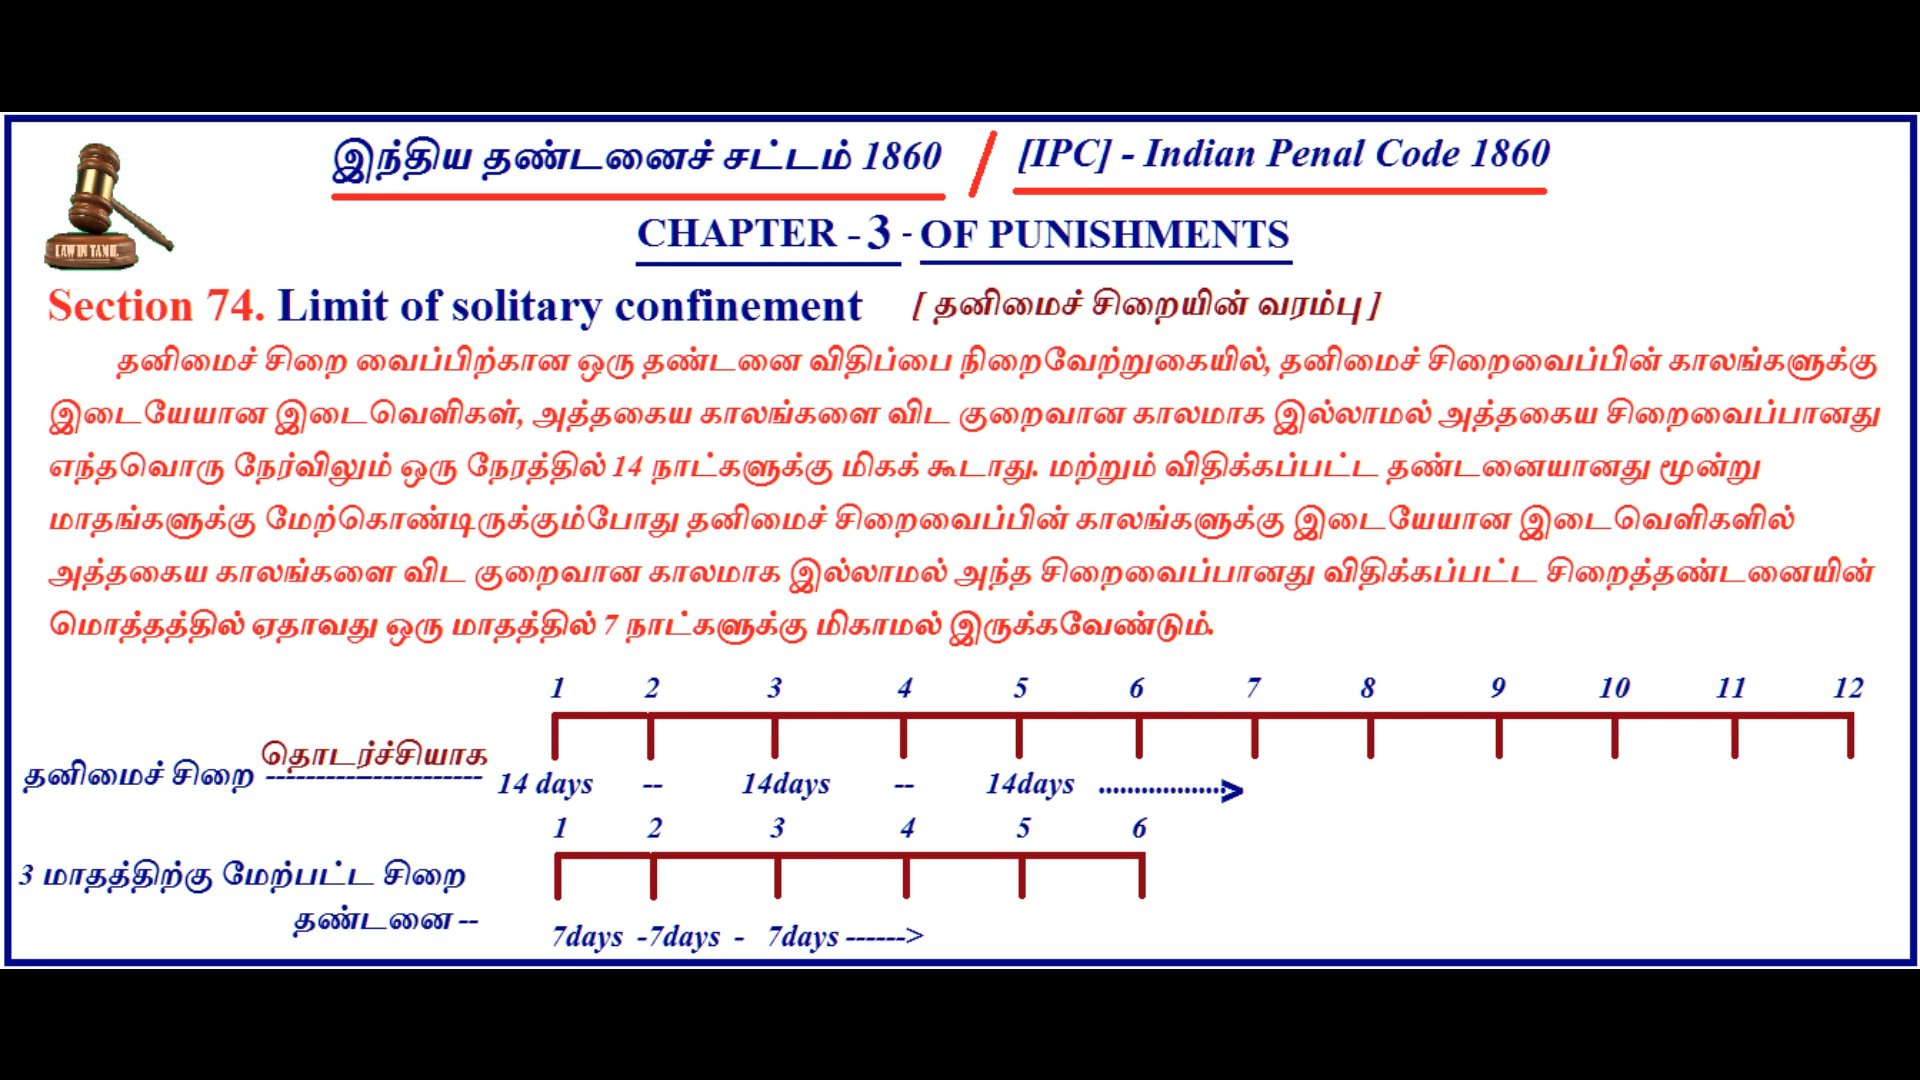 இந்திய தண்டனைச் சட்டம் 1860 / [IPC] - Indian Penal Code 1860
CHAPTER - 3 - OF PUNISHMENTS
LAW IN TAMIL
Section 74. Limit of solitary confinement [ தனிமைச் சிறையின் வரம்பு ]
தனிமைச் சிறை வைப்பிற்கான ஒரு தண்டனை விதிப்பை நிறைவேற்றுகையில், தனிமைச் சிறைவைப்பின் காலங்களுக்கு
இடையேயான இடைவெளிகள், அத்தகைய காலங்களை விட குறைவான காலமாக இல்லாமல் அத்தகைய சிறைவைப்பானது
எந்தவொரு நேர்விலும் ஒரு நேரத்தில் 14 நாட்களுக்கு மிகக் கூடாது. மற்றும் விதிக்கப்பட்ட தண்டனையானது மூன்று
மாதங்களுக்கு மேற்கொண்டிருக்கும்போது தனிமைச் சிறைவைப்பின் காலங்களுக்கு இடையேயான இடைவெளிகளில்
அத்தகைய காலங்களை விட குறைவான காலமாக இல்லாமல் அந்த சிறைவைப்பானது விதிக்கப்பட்ட சிறைத்தண்டனையின்
மொத்தத்தில் ஏதாவது ஒரு மாதத்தில் 7 நாட்களுக்கு மிகாமல் இருக்கவேண்டும்.
1 2 3 4 5 6 7 8 9 10 11 12
தனிமைச் சிறை தொடர்ச்சியாக ---------------------- 14 days -- 14days -- 14days .................>
1 2 3 4 5 6
3 மாதத்திற்கு மேற்பட்ட சிறை
தண்டனை --
7days -7days - 7days ------>